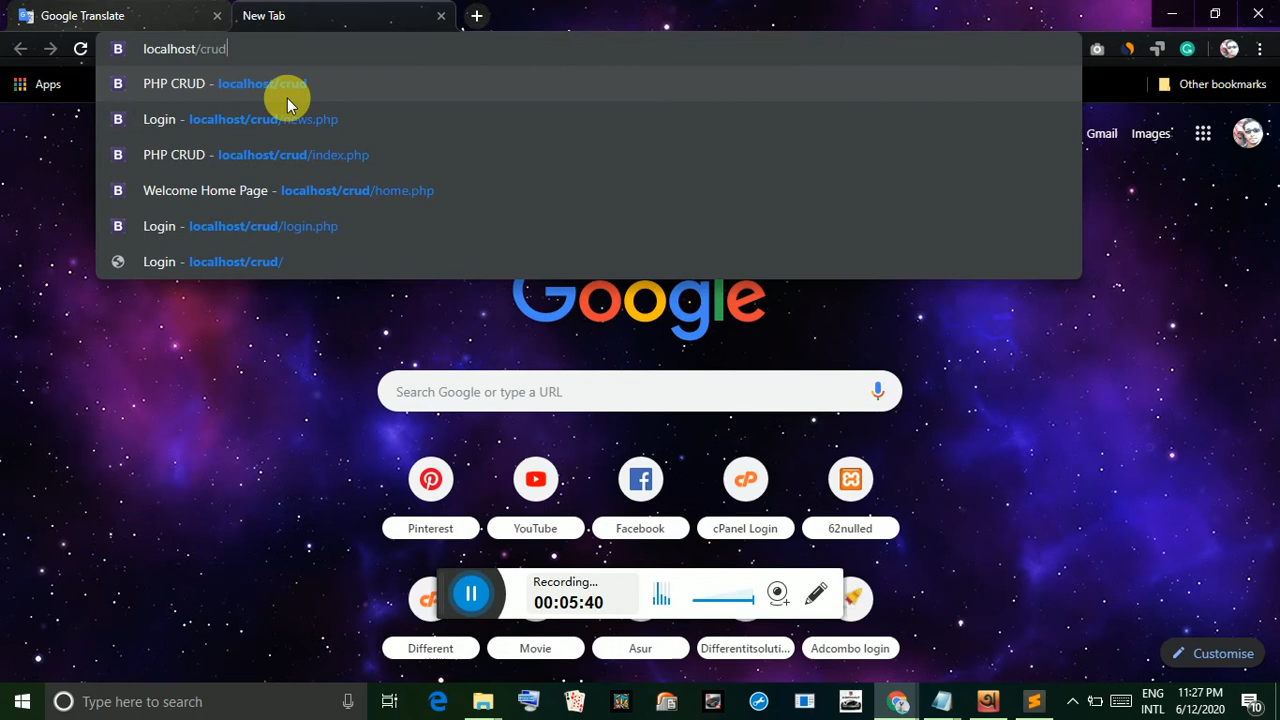 Google Translate
New Tab
localhost/crud
Apps
Other bookmarks
PHP CRUD - localhost/crud
Login - localhost/crud/news.php
PHP CRUD - localhost/crud/index.php
Welcome Home Page - localhost/crud/home.php
Login - localhost/crud/login.php
Login - localhost/crud/
Gmail Images
Google
Search Google or type a URL
Pinterest YouTube Facebook cPanel Login 62nulled
Recording...
00:05:40
Different Movie Asur Differentitsoluti... Adcombo login
Customise
Type here to search
ENG 11:27 PM
INTL 6/12/2020
10